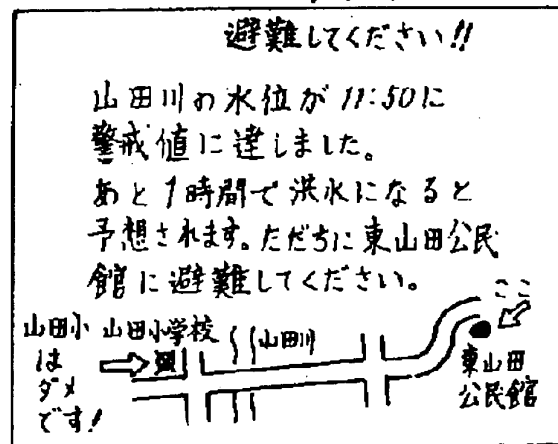 避難してください!!
山田川の水位が11:50に
警戒値に達しました。
あと1時間で洪水になると
予想されます。ただちに東山田公民
館に避難してください。
山田小
は
ダメ
です!
山田小学校
山田川
ここ
東山田
公民館